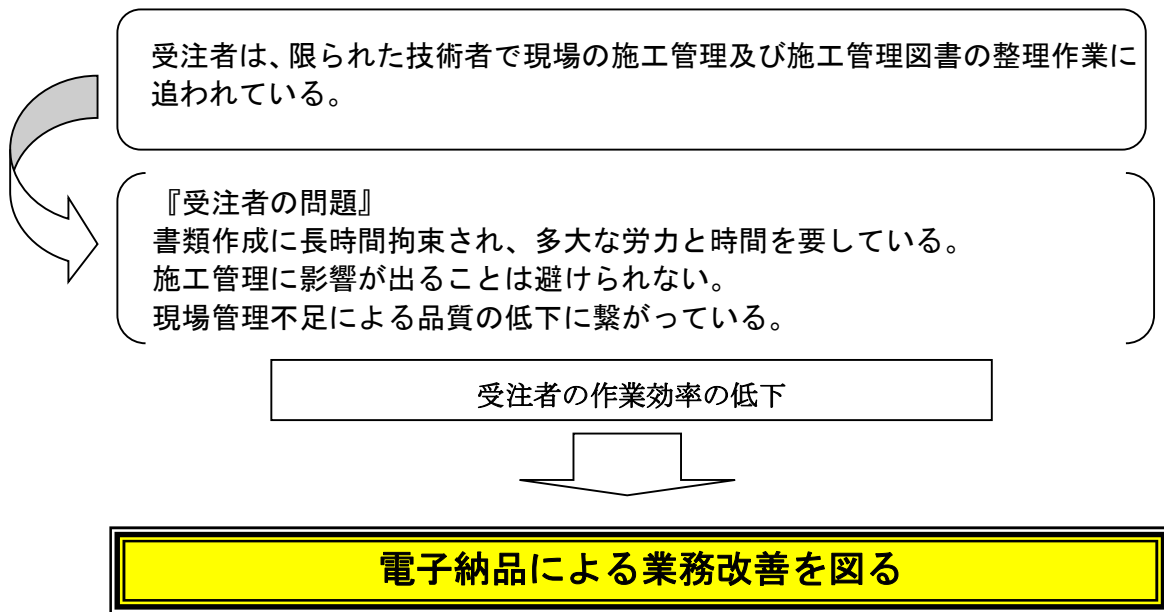 受注者は、限られた技術者で現場の施工管理及び施工管理図書の整理作業に
追われている。
『受注者の問題』
書類作成に長時間拘束され、多大な労力と時間を要している。
施工管理に影響が出ることは避けられない。
現場管理不足による品質の低下に繋がっている。
受注者の作業効率の低下
電子納品による業務改善を図る